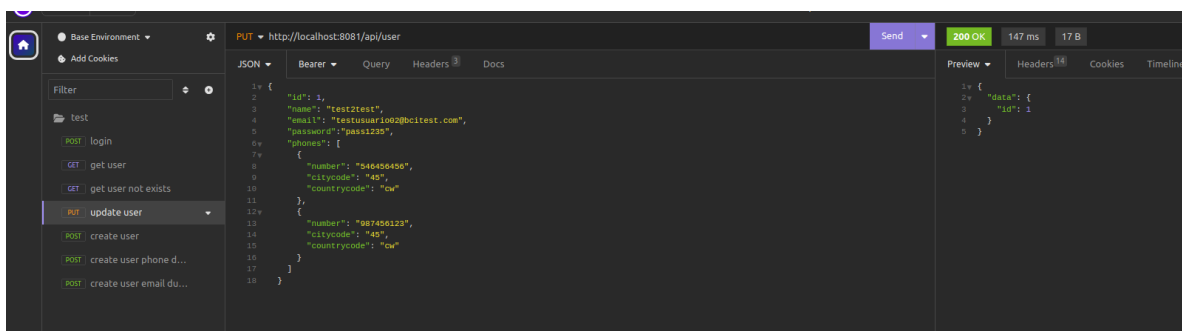 Base Environment
Add Cookies
Filter
test
POST login
GET get user
GET get user not exists
PUT update user
POST create user
POST create user phone d...
POST create user email du...
PUT http://localhost:8081/api/user
Send
JSON Bearer Query Headers 3 Docs
1 {
2 "id": 1,
3 "name": "test2test",
4 "email": "testusuario02@bcitest.com",
5 "password":"pass1235",
6 "phones": [
7 {
8 "number": "546456456",
9 "citycode": "45",
10 "countrycode": "cw"
11 },
12 {
13 "number": "987456123",
14 "citycode": "45",
15 "countrycode": "cw"
16 }
17 ]
18 }
200 OK 147 ms 17 B
Preview Headers 14 Cookies Timeline
1 {
2 "data": {
3 "id": 1
4 }
5 }